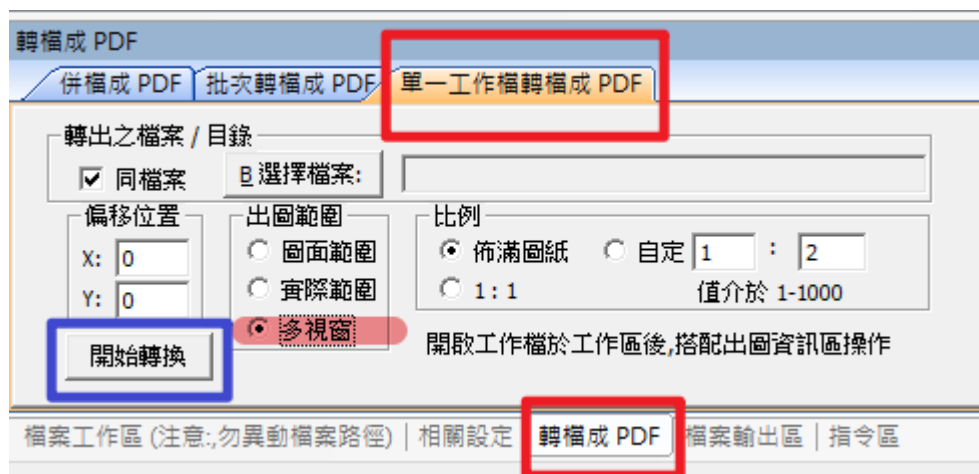 轉檔成 PDF
併檔成 PDF 批次轉檔成 PDF 單一工作檔轉檔成 PDF
轉出之檔案 / 目錄
同檔案 B選擇檔案:
偏移位置 出圖範圍 比例
X: 0 圖面範圍 佈滿圖紙 自定 1 : 2
Y: 0 實際範圍 1 : 1 值介於 1-1000
多視窗
開始轉換 開啟工作檔於工作區後,搭配出圖資訊區操作
檔案工作區 (注意:,勿異動檔案路徑) | 相關設定 轉檔成 PDF 檔案輸出區 | 指令區